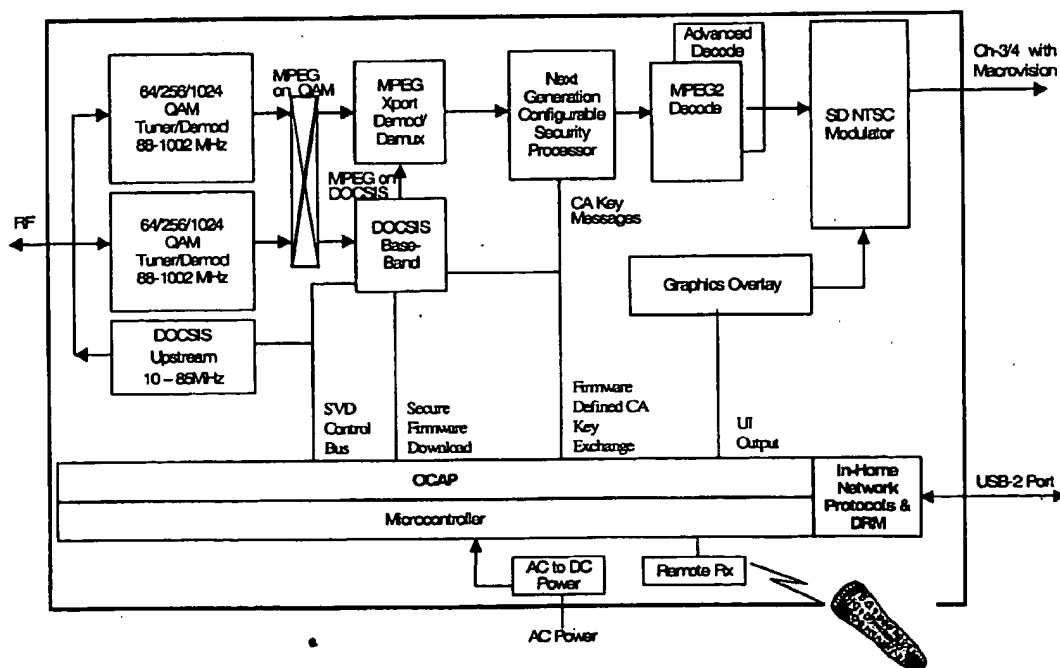 64/256/1024
QAM
Tuner/Demod
88-1002 MHz
MPEG
on QAM
MPEG
Xport
Demod/
Damux
Next
Generation
Configurable
Security
Processor
Advanced
Decode
MPEG2
Decode
SD NTSC
Modulator
Ch-3/4 with
Macrovision
RF
64/256/1024
QAM
Tuner/Demod
88-1002 MHz
MPEG on
DOCSIS
DOCSIS
Base-
Band
CA Key
Messages
Graphics Overlay
DOCSIS
Upstream
10 – 85MHz
SVD
Control
Bus
Secure
Firmware
Download
Firmware
Defined CA
Key
Exchange
UI
Output
OCAP
Microcontroller
In-Home
Network
Protocols &
DRM
USB-2 Port
AC to DC
Power
Remote Rx
AC Power